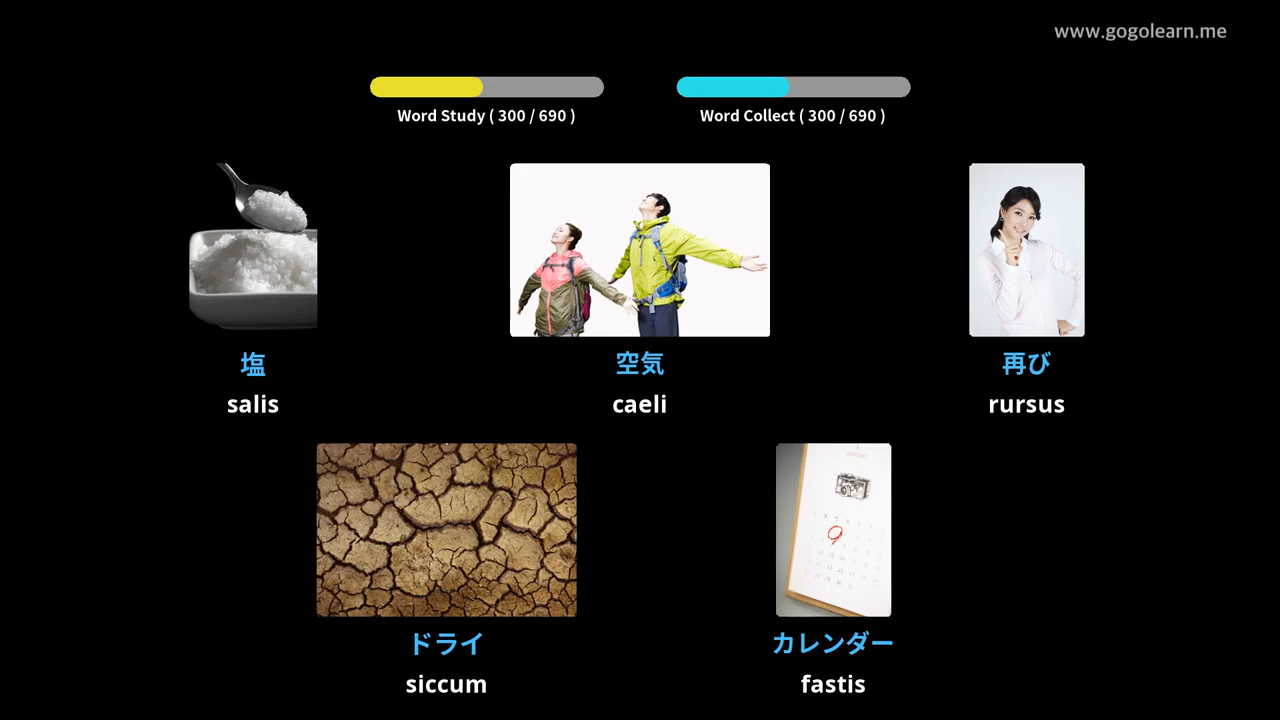 www.gogolearn.me
Word Study ( 300 / 690 )
Word Collect ( 300 / 690 )
塩
salis
空気
caeli
再び
rursus
ドライ
siccum
カレンダー
fastis